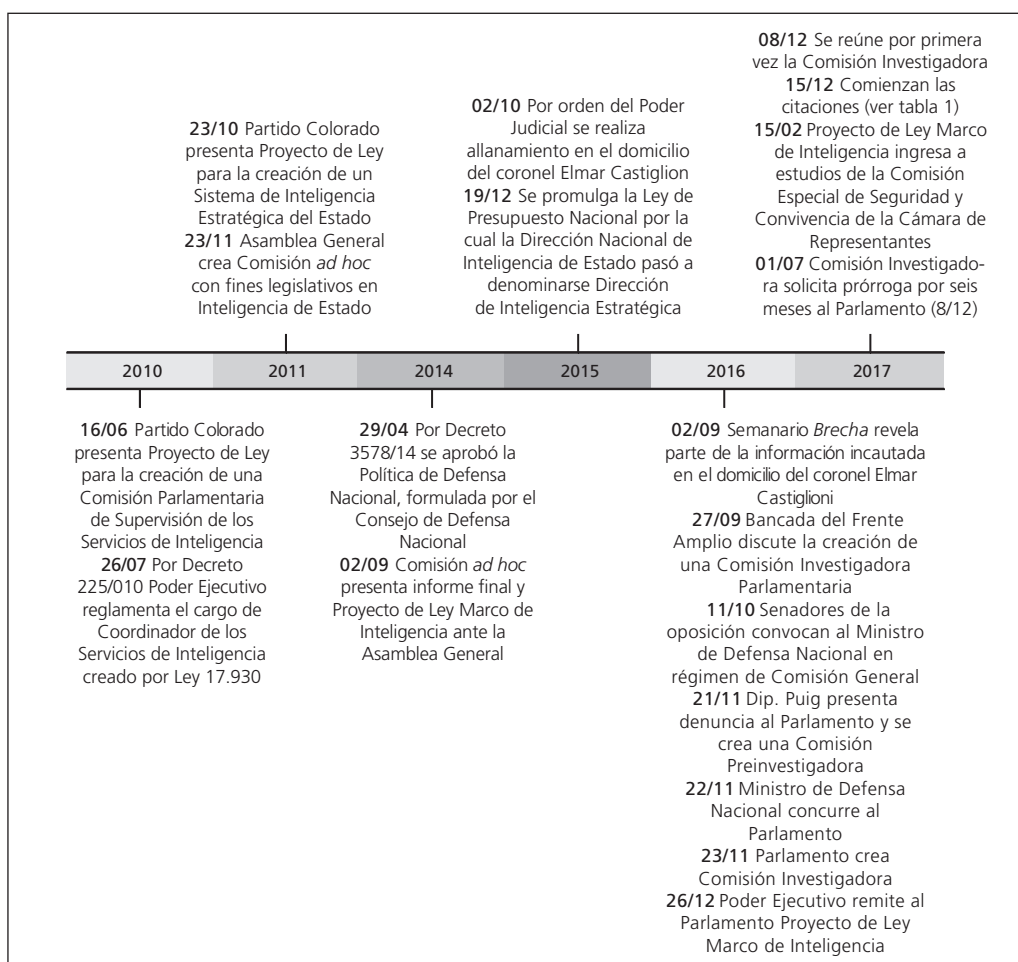 08/12 Se reúne por primera
vez la Comisión Investigadora
15/12 Comienzan las
citaciones (ver tabla 1)
15/02 Proyecto de Ley Marco
de Inteligencia ingresa a
estudios de la Comisión
Especial de Seguridad y
Convivencia de la Cámara de
Representantes
01/07 Comisión Investigado-
ra solicita prórroga por seis
meses al Parlamento (8/12)
02/10 Por orden del Poder
Judicial se realiza
allanamiento en el domicilio
del coronel Elmar Castiglion
19/12 Se promulga la Ley de
Presupuesto Nacional por la
cual la Dirección Nacional de
Inteligencia de Estado pasó a
denominarse Dirección
de Inteligencia Estratégica
23/10 Partido Colorado
presenta Proyecto de Ley
para la creación de un
Sistema de Inteligencia
Estratégica del Estado
23/11 Asamblea General
crea Comisión ad hoc
con fines legislativos en
Inteligencia de Estado
2010 2011 2014 2015 2016 2017
16/06 Partido Colorado
presenta Proyecto de Ley
para la creación de una
Comisión Parlamentaria
de Supervisión de los
Servicios de Inteligencia
26/07 Por Decreto
225/010 Poder Ejecutivo
reglamenta el cargo de
Coordinador de los
Servicios de Inteligencia
creado por Ley 17.930
29/04 Por Decreto
3578/14 se aprobó la
Política de Defensa
Nacional, formulada por el
Consejo de Defensa
Nacional
02/09 Comisión ad hoc
presenta informe final y
Proyecto de Ley Marco de
Inteligencia ante la
Asamblea General
02/09 Semanario Brecha revela
parte de la información incautada
en el domicilio del coronel Elmar
Castiglioni
27/09 Bancada del Frente
Amplio discute la creación de
una Comisión Investigadora
Parlamentaria
11/10 Senadores de la
oposición convocan al Ministro
de Defensa Nacional en
régimen de Comisión General
21/11 Dip. Puig presenta
denuncia al Parlamento y se
crea una Comisión
Preinvestigadora
22/11 Ministro de Defensa
Nacional concurre al
Parlamento
23/11 Parlamento crea
Comisión Investigadora
26/12 Poder Ejecutivo remite al
Parlamento Proyecto de Ley
Marco de Inteligencia